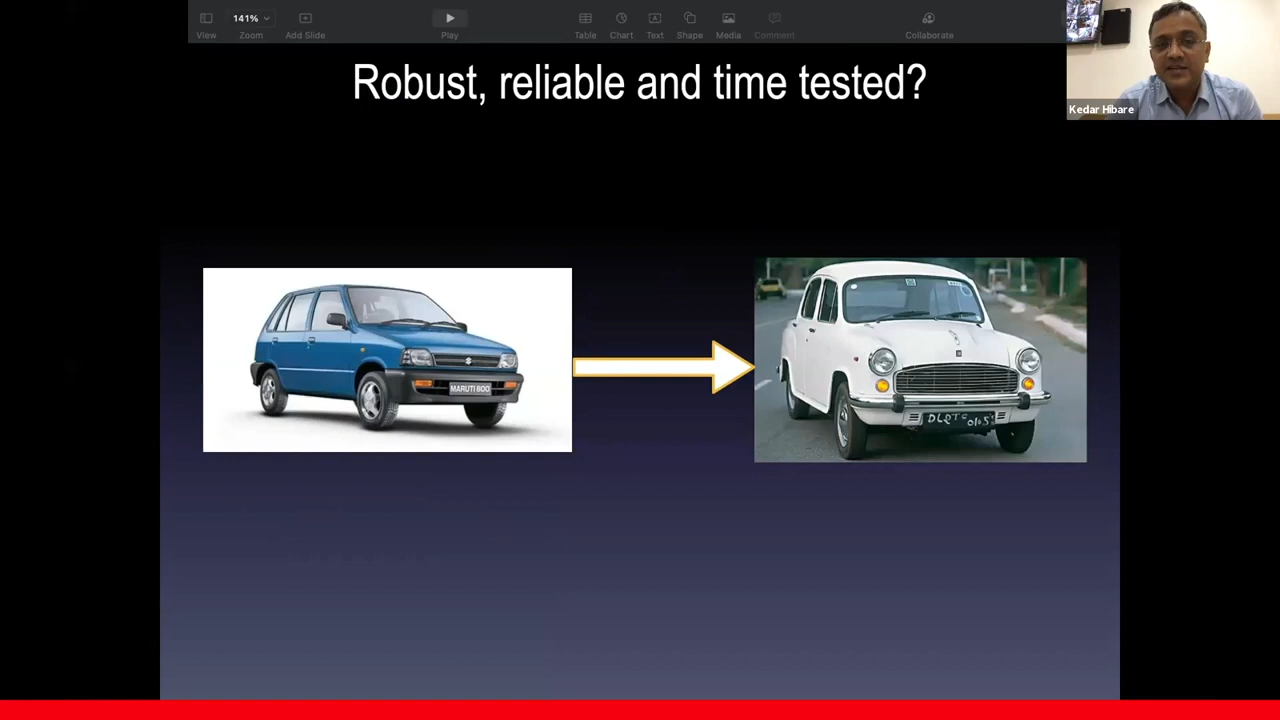 141%
View
Zoom
Add Slide
Play
Table
Chart
Text
Shape
Media
Comment
Collaborate
Robust, reliable and time tested?
Kedar Hibare
MARUTI 800